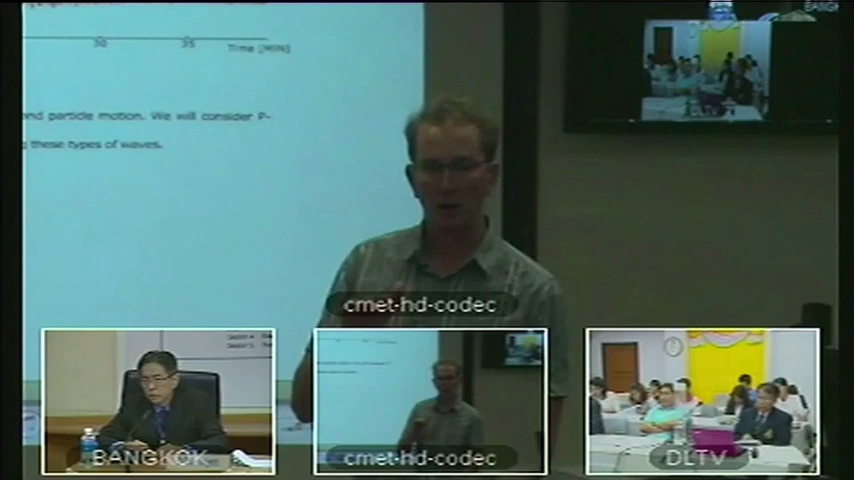 30 35 Time [MIN]
and particle motion. We will consider P-
these types of waves.
cmet-hd-codec
BANGKOK
cmet-hd-codec
DLTV